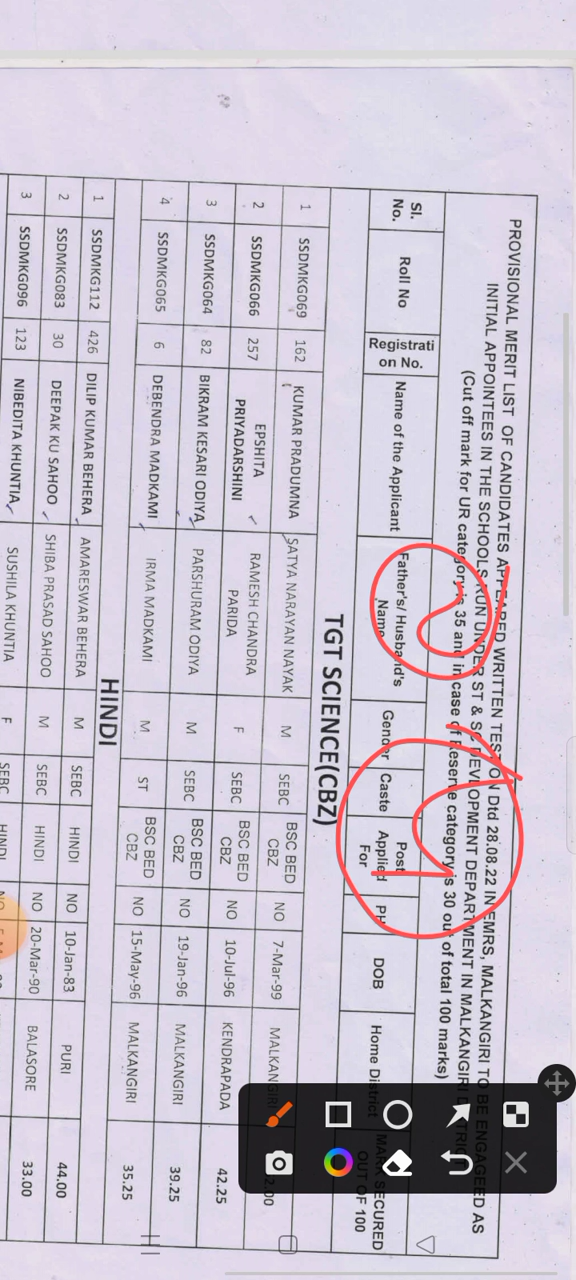 PROVISIONAL MERIT LIST OF CANDIDATES APPEARED WRITTEN TEST ON Dtd 28.08.22 IN EMRS, MALKANGIRI TO BE ENGAGEED AS
INITIAL APPOINTEES IN THE SCHOOLS RUN UNDER ST & SC DEVELOPMENT DEPARTMENT IN MALKANGIRI
(Cut off mark for UR category is 35 and in case of Reserve category is 30 out of total 100 marks)
Sl. No. Roll No Registrati on No. Name of the Applicant Father's/ Husband's Name Gender Caste Post Applied For PH DOB Home District MARK SECURED OUT OF 100
TGT SCIENCE(CBZ)
1 SSDMKG069 162 KUMAR PRADUMNA SATYA NARAYAN NAYAK M SEBC BSC BED CBZ NO 7-Mar-99 MALKANGIRI
2 SSDMKG066 257 EPSHITA PRIYADARSHINI RAMESH CHANDRA PARIDA F SEBC BSC BED CBZ NO 10-Jul-96 KENDRAPADA 42.25
3 SSDMKG064 82 BIKRAM KESARI ODIYA PARSHURAM ODIYA M SEBC BSC BED CBZ NO 19-Jan-96 MALKANGIRI 39.25
4 SSDMKG065 6 DEBENDRA MADKAMI IRMA MADKAMI M ST BSC BED CBZ NO 15-May-96 MALKANGIRI 35.25
HINDI
1 SSDMKG112 426 DILIP KUMAR BEHERA AMARESWAR BEHERA M SEBC HINDI NO 10-Jan-83 PURI 44.00
2 SSDMKG083 30 DEEPAK KU SAHOO SHIBA PRASAD SAHOO M SEBC HINDI NO 20-Mar-90 BALASORE 33.00
3 SSDMKG096 123 NIBEDITA KHUNTIA SUSHILA KHUNTIA F SEBC HINDI NO